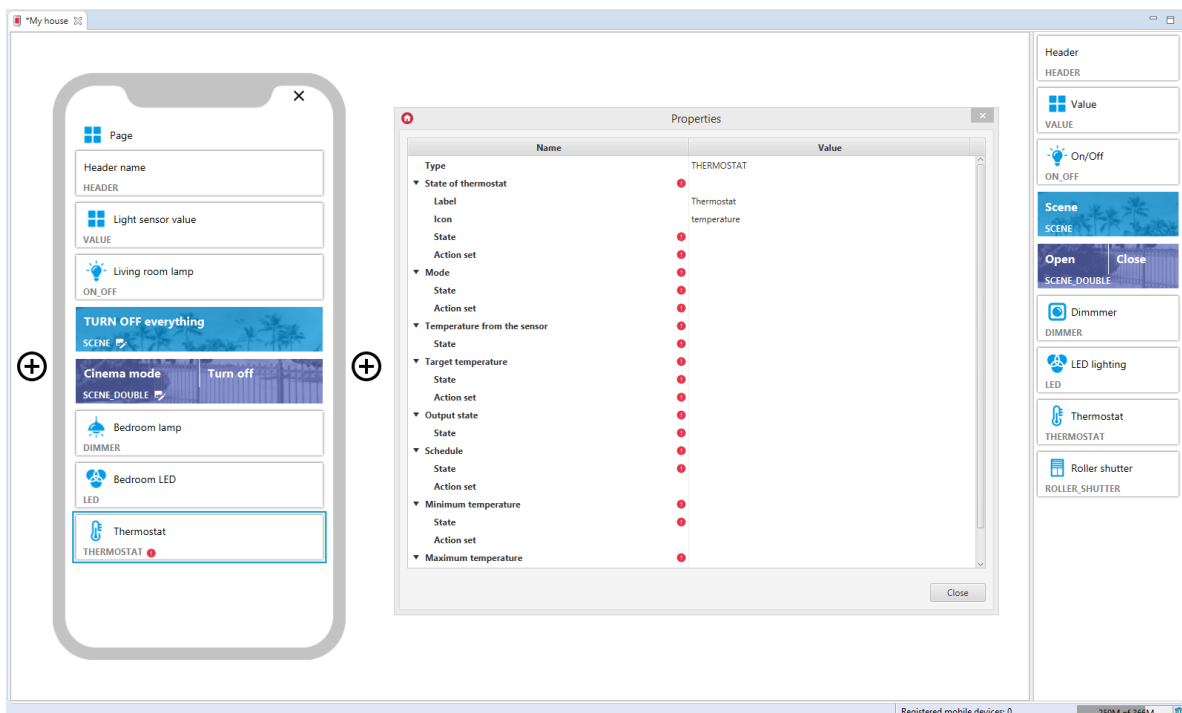 *My house
Page
Header name
HEADER
Light sensor value
VALUE
Living room lamp
ON_OFF
TURN OFF everything
SCENE
Cinema mode Turn off
SCENE_DOUBLE
Bedroom lamp
DIMMER
Bedroom LED
LED
Thermostat
THERMOSTAT
Properties
Name Value
Type THERMOSTAT
State of thermostat
Label Thermostat
Icon temperature
State
Action set
Mode
State
Action set
Temperature from the sensor
State
Target temperature
State
Action set
Output state
State
Schedule
State
Action set
Minimum temperature
State
Action set
Maximum temperature
Close
Header
HEADER
Value
VALUE
On/Off
ON_OFF
Scene
SCENE
Open Close
SCENE_DOUBLE
Dimmmer
DIMMER
LED lighting
LED
Thermostat
THERMOSTAT
Roller shutter
ROLLER_SHUTTER
Registered mobile devices: 0